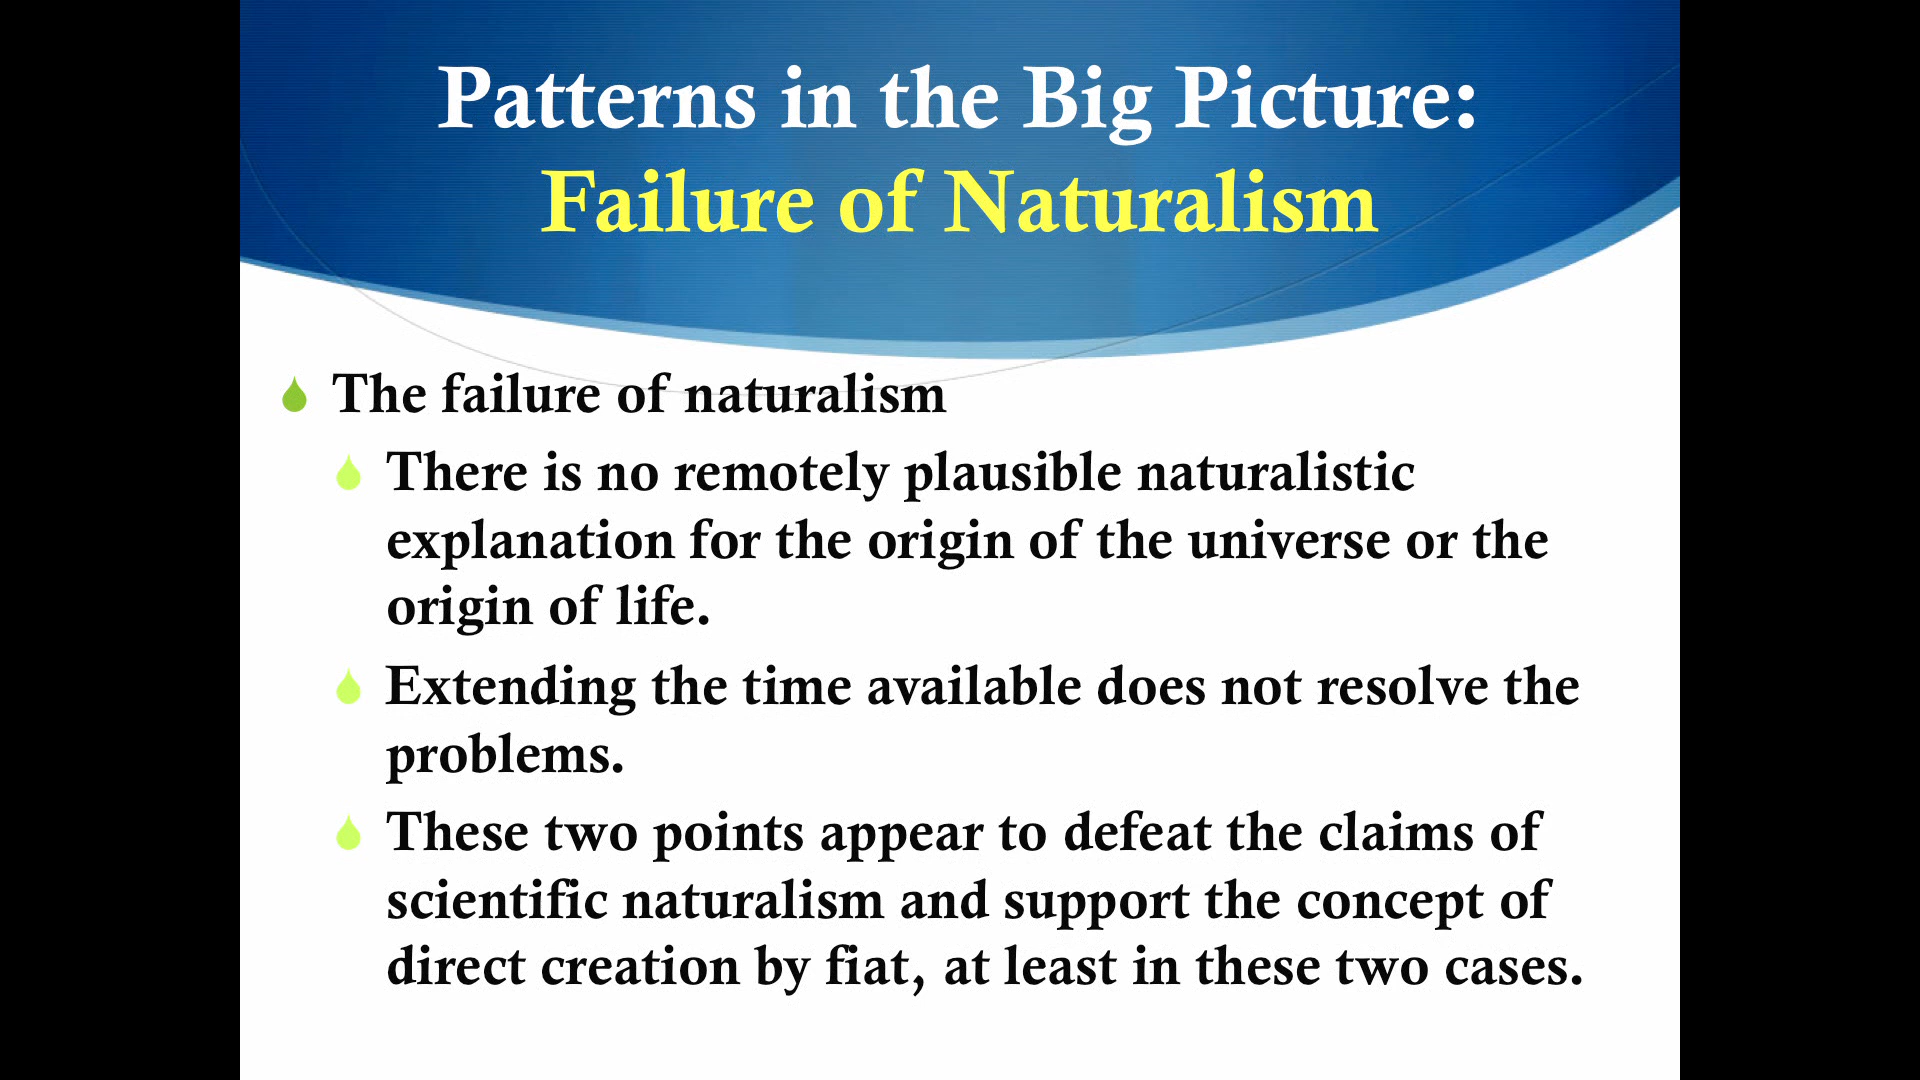 Patterns in the Big Picture:
Failure of Naturalism
The failure of naturalism
There is no remotely plausible naturalistic
explanation for the origin of the universe or the
origin of life.
Extending the time available does not resolve the
problems.
These two points appear to defeat the claims of
scientific naturalism and support the concept of
direct creation by fiat, at least in these two cases.